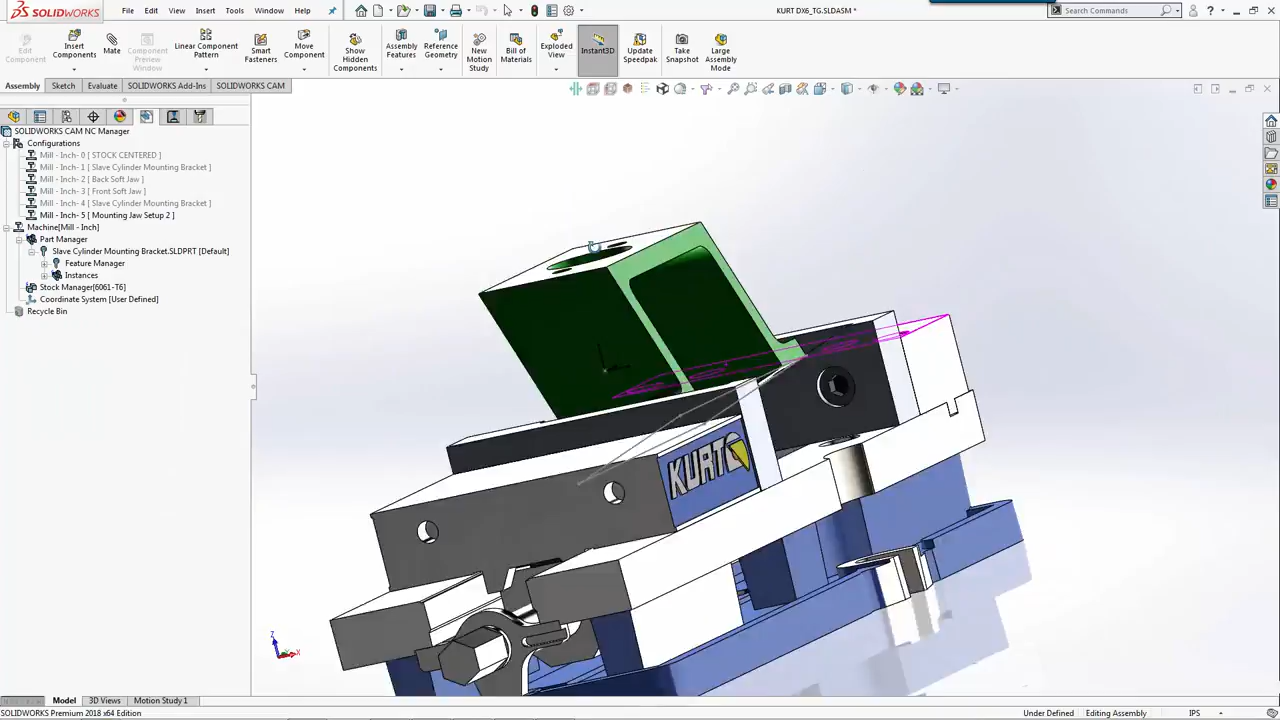 SOLIDWORKS
File Edit View Insert Tools Window Help
KURT DX6_TG.SLDASM *
Search Commands
Edit Component
Insert Components
Mate
Component Preview Window
Linear Component Pattern
Smart Fasteners
Move Component
Show Hidden Components
Assembly Features
Reference Geometry
New Motion Study
Bill of Materials
Exploded View
Instant3D
Update Speedpak
Take Snapshot
Large Assembly Mode
Assembly Sketch Evaluate SOLIDWORKS Add-Ins SOLIDWORKS CAM
SOLIDWORKS CAM NC Manager
Configurations
Mill - Inch- 0 [ STOCK CENTERED ]
Mill - Inch- 1 [ Slave Cylinder Mounting Bracket ]
Mill - Inch- 2 [ Back Soft Jaw ]
Mill - Inch- 3 [ Front Soft Jaw ]
Mill - Inch- 4 [ Slave Cylinder Mounting Bracket ]
Mill - Inch- 5 [ Mounting Jaw Setup 2 ]
Machine[Mill - Inch]
Part Manager
Slave Cylinder Mounting Bracket.SLDPRT [Default]
Feature Manager
Instances
Stock Manager[6061-T6]
Coordinate System [User Defined]
Recycle Bin
KURT
Z
X
Model 3D Views Motion Study 1
SOLIDWORKS Premium 2018 x64 Edition
Under Defined Editing Assembly IPS